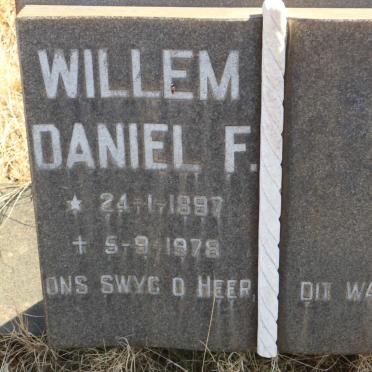 WILLEM
DANIEL F.
★ 24-1-1897
✝ 5-9-1978
ONS SWYG O HEER,
DIT WA